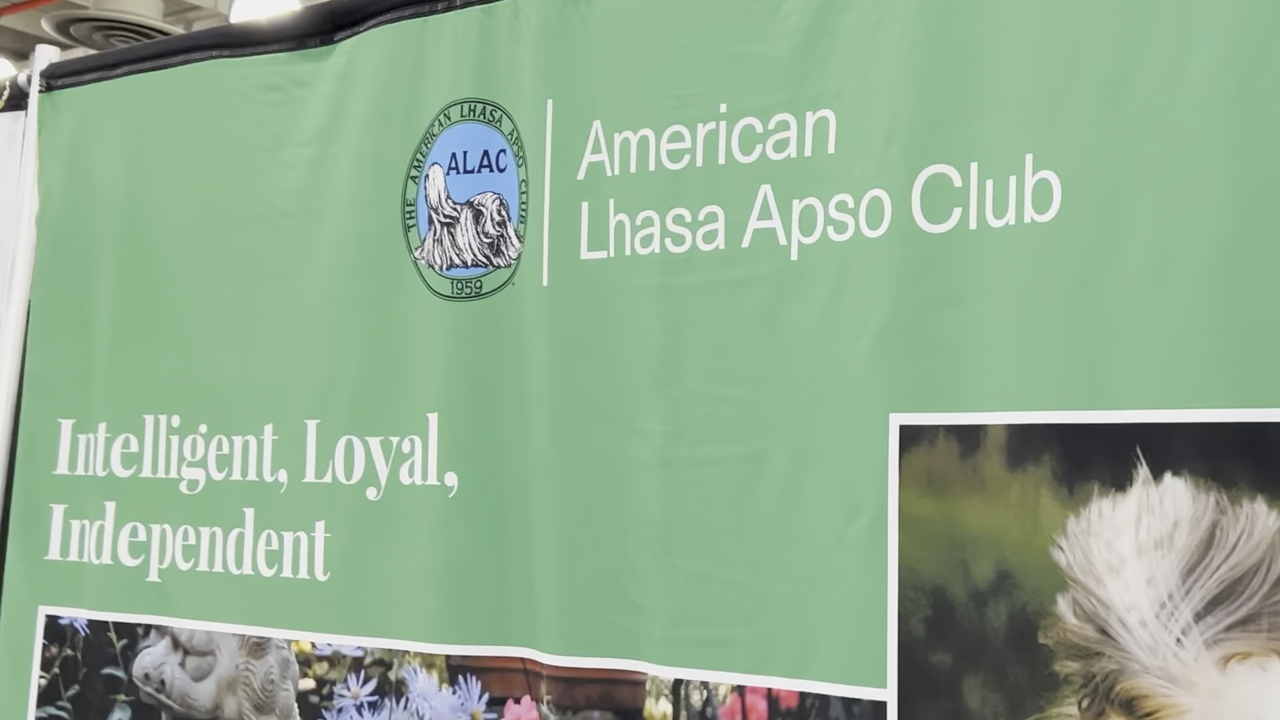 THE AMERICAN LHASA APSO CLUB
ALAC
1959
American
Lhasa Apso Club
Intelligent, Loyal,
Independent